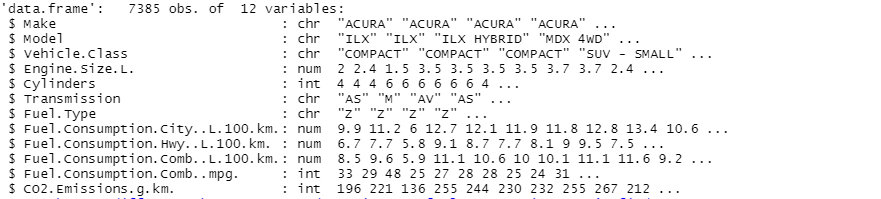 'data.frame':   7385 obs. of  12 variables:
 $ Make                            : chr  "ACURA" "ACURA" "ACURA" "ACURA" ...
 $ Model                           : chr  "ILX" "ILX" "ILX HYBRID" "MDX 4WD" ...
 $ Vehicle.Class                   : chr  "COMPACT" "COMPACT" "COMPACT" "SUV - SMALL" ...
 $ Engine.Size.L.                  : num  2 2.4 1.5 3.5 3.5 3.5 3.5 3.7 3.7 2.4 ...
 $ Cylinders                       : int  4 4 4 6 6 6 6 6 6 4 ...
 $ Transmission                    : chr  "AS" "M" "AV" "AS" ...
 $ Fuel.Type                       : chr  "Z" "Z" "Z" "Z" ...
 $ Fuel.Consumption.City..L.100.km.: num  9.9 11.2 6 12.7 12.1 11.9 11.8 12.8 13.4 10.6 ...
 $ Fuel.Consumption.Hwy..L.100.km. : num  6.7 7.7 5.8 9.1 8.7 7.7 8.1 9 9.5 7.5 ...
 $ Fuel.Consumption.Comb..L.100.km.: num  8.5 9.6 5.9 11.1 10.6 10 10.1 11.1 11.6 9.2 ...
 $ Fuel.Consumption.Comb..mpg.     : int  33 29 48 25 27 28 28 25 24 31 ...
 $ CO2.Emissions.g.km.             : int  196 221 136 255 244 230 232 255 267 212 ...